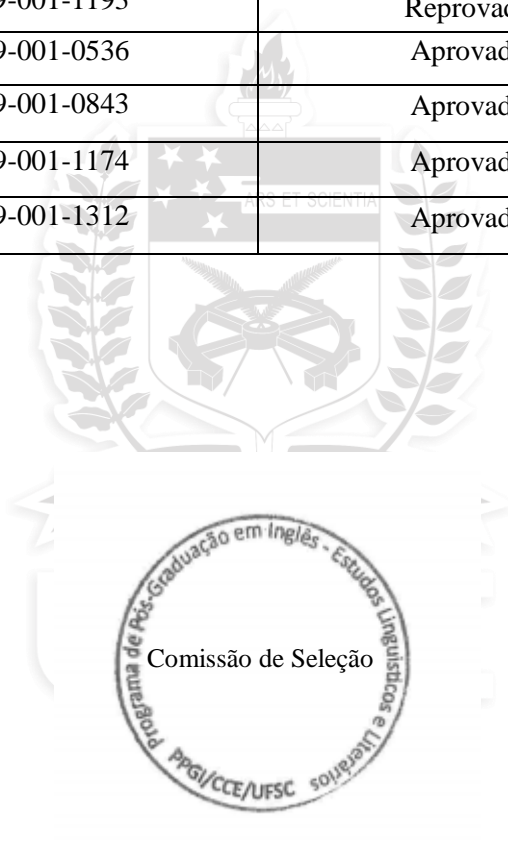 9-001-1195 Reprovad
9-001-0536 Aprovad
9-001-0843 Aprovad
9-001-1174 Aprovad
9-001-1312 Aprovad
ARS ET SCIENTIA
Programa de Pós-Graduação em Inglês - Estudos Linguísticos e Literários
Comissão de Seleção
PPGI/CCE/UFSC